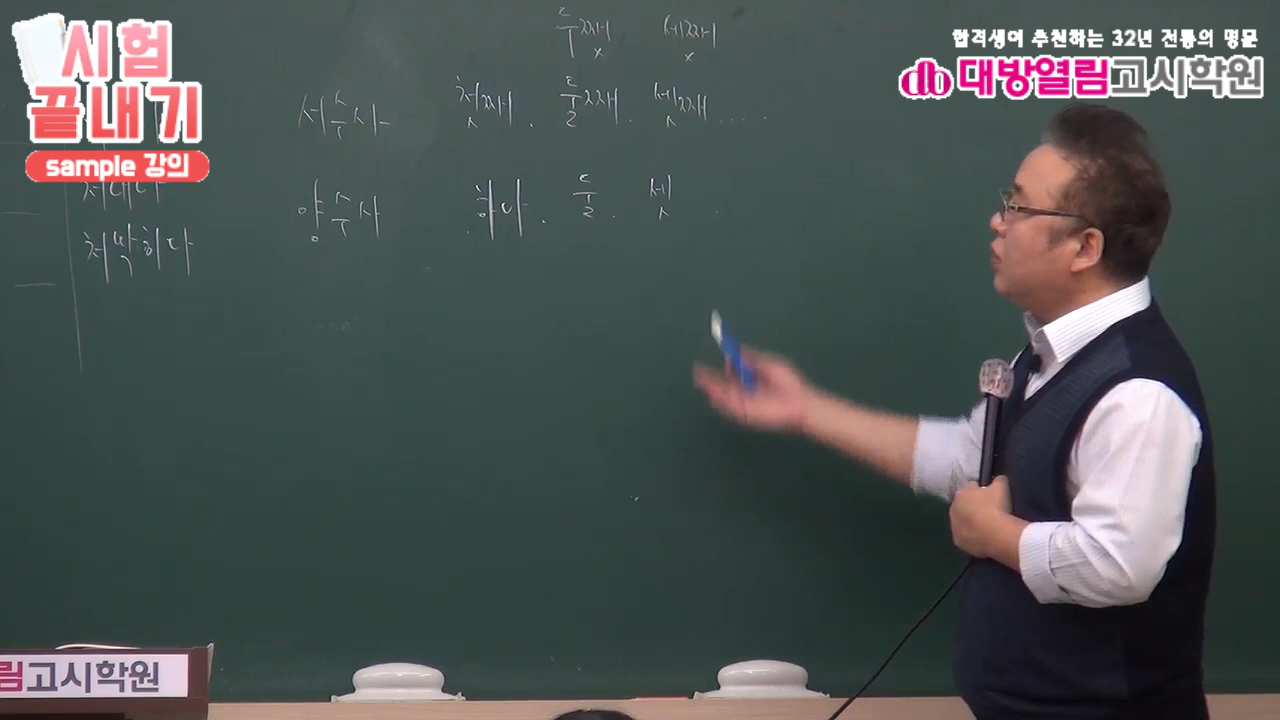 시험
끝내기
sample 강의
합격생이 추천하는 32년 전통의 명문
대방열림고시학원
두째 세째
x x
서수사 첫째. 둘째. 셋째 ....
양수사 하나. 둘. 셋 ...
천박하다
림고시학원